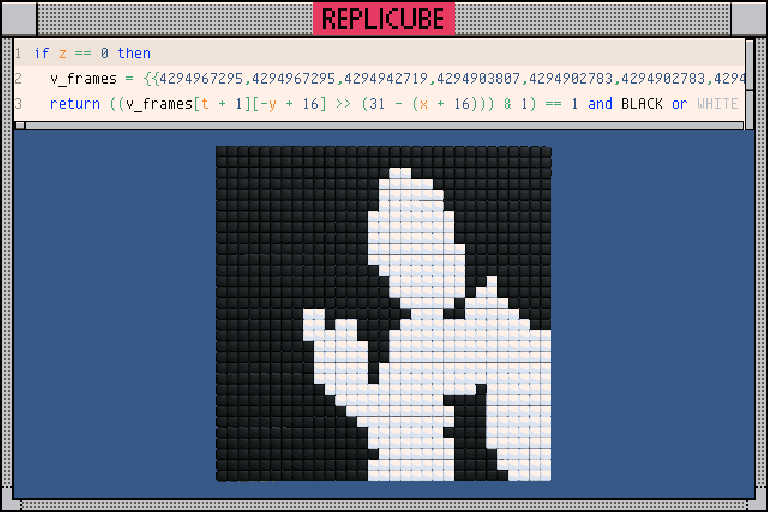 REPLICUBE
1 if z == 0 then
2 v_frames = {{4294967295,4294967295,4294942719,4294903807,4294902783,4294902783,4294
3 return ((v_frames[t + 1][-y + 16] >> (31 - (x + 16))) & 1) == 1 and BLACK or WHITE